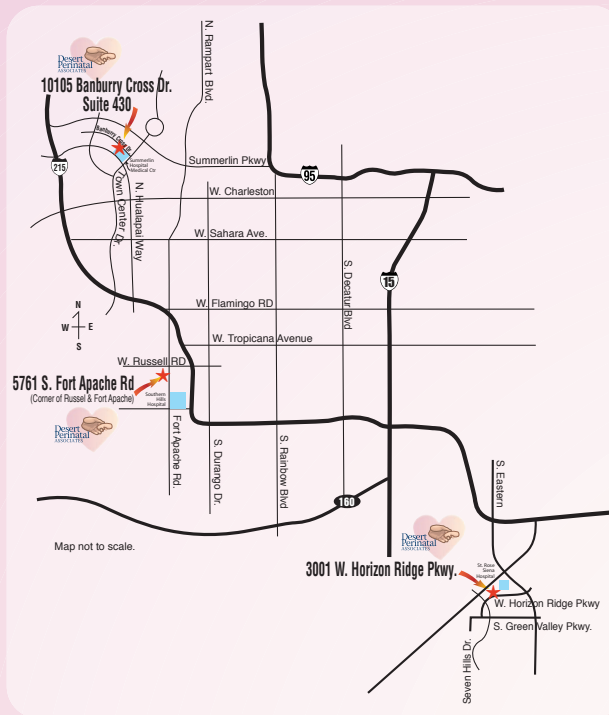 Desert
Perinatal
ASSOCIATES
10105 Banburry Cross Dr.
Suite 430
Banburry Cross Dr.
Summerlin
Hospital
Medical Ctr
N. Rampart Blvd.
215
Town Center Dr.
N. Hualapai Way
Summerlin Pkwy
95
W. Charleston
W. Sahara Ave.
S. Decatur Blvd
15
N
W
E
S
W. Flamingo RD
W. Tropicana Avenue
W. Russell RD
5761 S. Fort Apache Rd
(Corner of Russel & Fort Apache)
Southern
Hills
Hospital
Desert
Perinatal
ASSOCIATES
Fort Apache Rd.
S. Durango Dr.
S. Rainbow Blvd
160
S. Eastern
Map not to scale.
Desert
Perinatal
ASSOCIATES
3001 W. Horizon Ridge Pkwy.
St. Rose
Siena
Hospital
W. Horizon Ridge Pkwy
S. Green Valley Pkwy.
Seven Hills Dr.